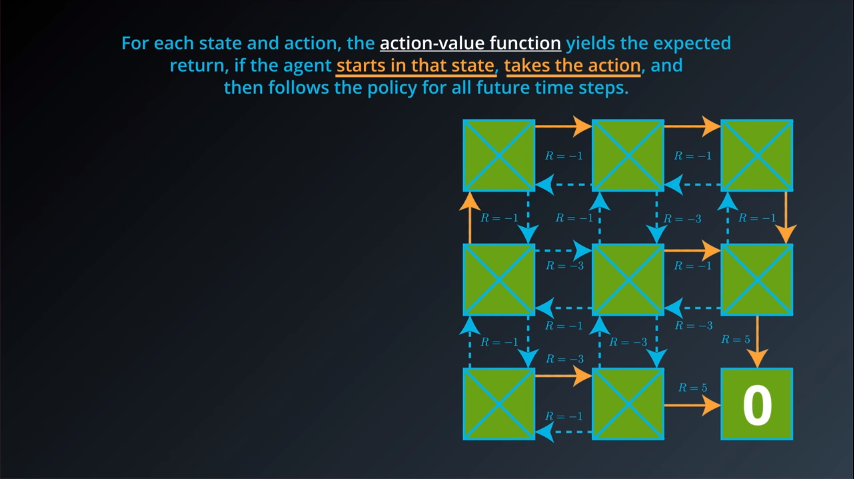 For each state and action, the action-value function yields the expected
return, if the agent starts in that state, takes the action, and
then follows the policy for all future time steps.
R = −1
R = −1
R = −1
R = −1
R = −3
R = −1
R = −3
R = −1
R = −1
R = −3
R = −1
R = −3
R = 5
R = −3
R = 5
R = −1
0